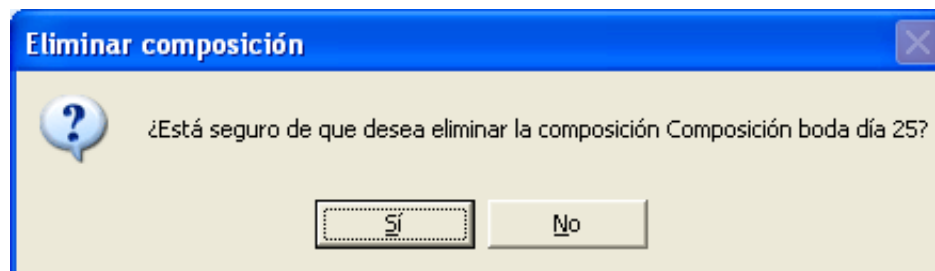 Eliminar composición
¿Está seguro de que desea eliminar la composición Composición boda día 25?
Sí
No